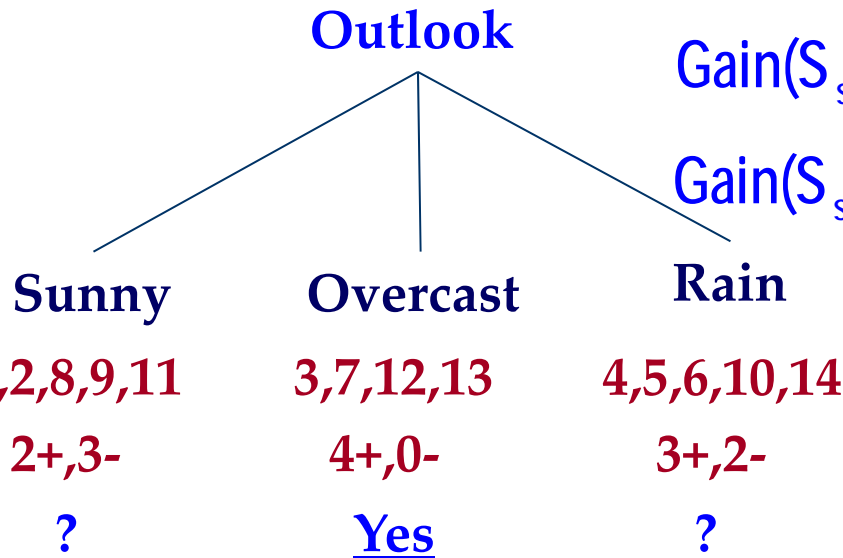 Outlook
Gain(S
Gain(S
Sunny Overcast Rain
,2,8,9,11 3,7,12,13 4,5,6,10,14
2+,3- 4+,0- 3+,2-
? Yes ?